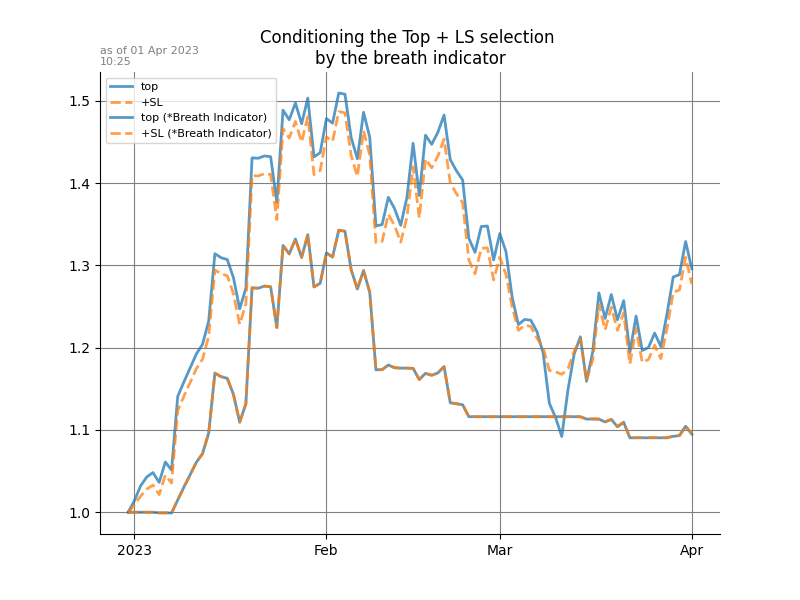 Conditioning the Top + LS selection
by the breath indicator
as of 01 Apr 2023
10:25
top
+SL
top (*Breath Indicator)
+SL (*Breath Indicator)
1.5
1.4
1.3
1.2
1.1
1.0
2023 Feb Mar Apr